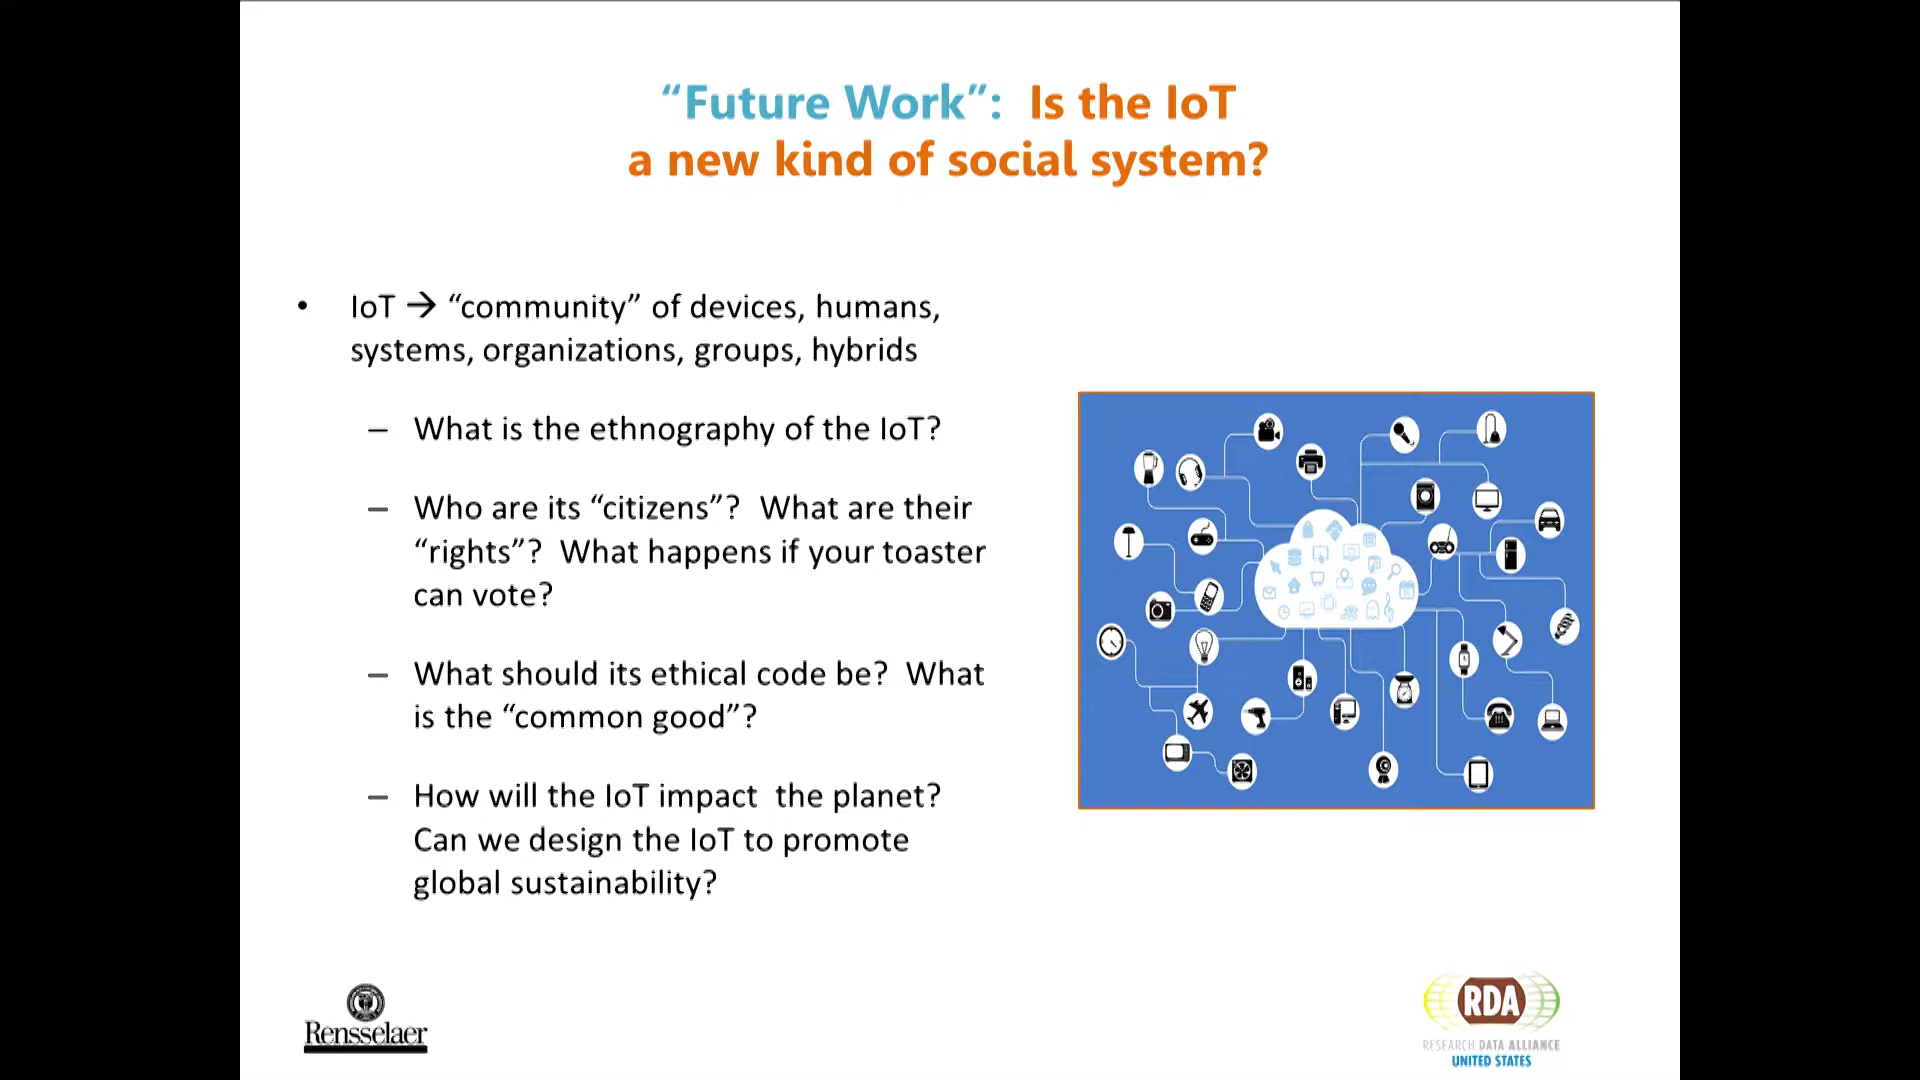 “Future Work”:  Is the IoT
a new kind of social system?
• IoT → “community” of devices, humans,
systems, organizations, groups, hybrids
– What is the ethnography of the IoT?
– Who are its “citizens”?  What are their
“rights”?  What happens if your toaster
can vote?
– What should its ethical code be?  What
is the “common good”?
– How will the IoT impact  the planet?
Can we design the IoT to promote
global sustainability?
Rensselaer
RDA
RESEARCH DATA ALLIANCE
UNITED STATES